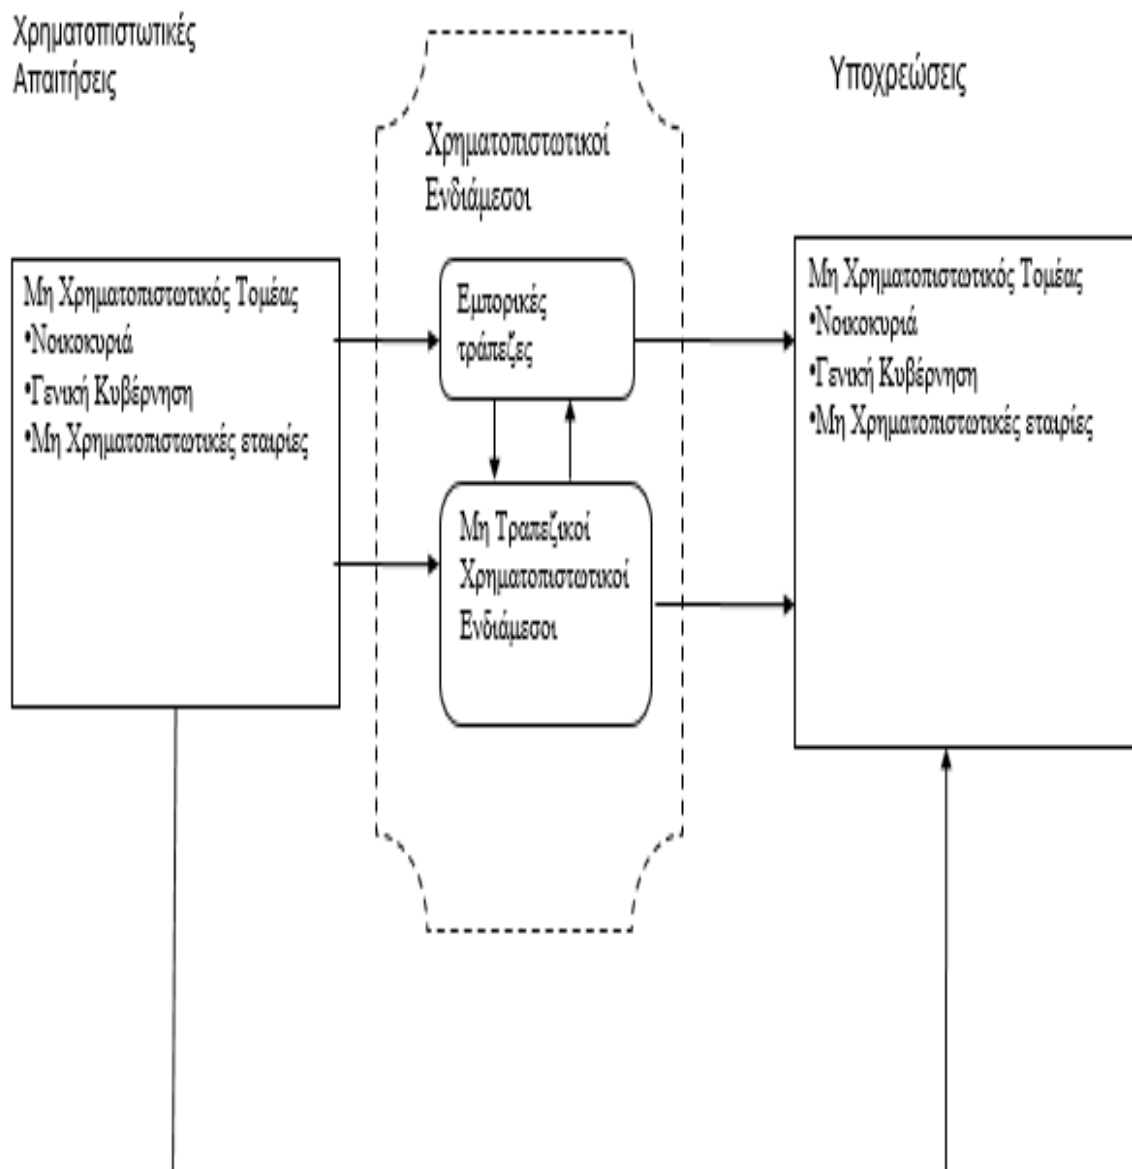 Χρηματοπιστωτικές
Απαιτήσεις
Υποχρεώσεις
Χρηματοπιστωτικοί
Ενδιάμεσοι
Μη Χρηματοπιστωτικός Τομέας
•Νοικοκυριά
•Γενική Κυβέρνηση
•Μη Χρηματοπιστωτικές εταιρίες
Εμπορικές
τράπεζες
Μη Τραπεζικοί
Χρηματοπιστωτικοί
Ενδιάμεσοι
Μη Χρηματοπιστωτικός Τομέας
•Νοικοκυριά
•Γενική Κυβέρνηση
•Μη Χρηματοπιστωτικές εταιρίες